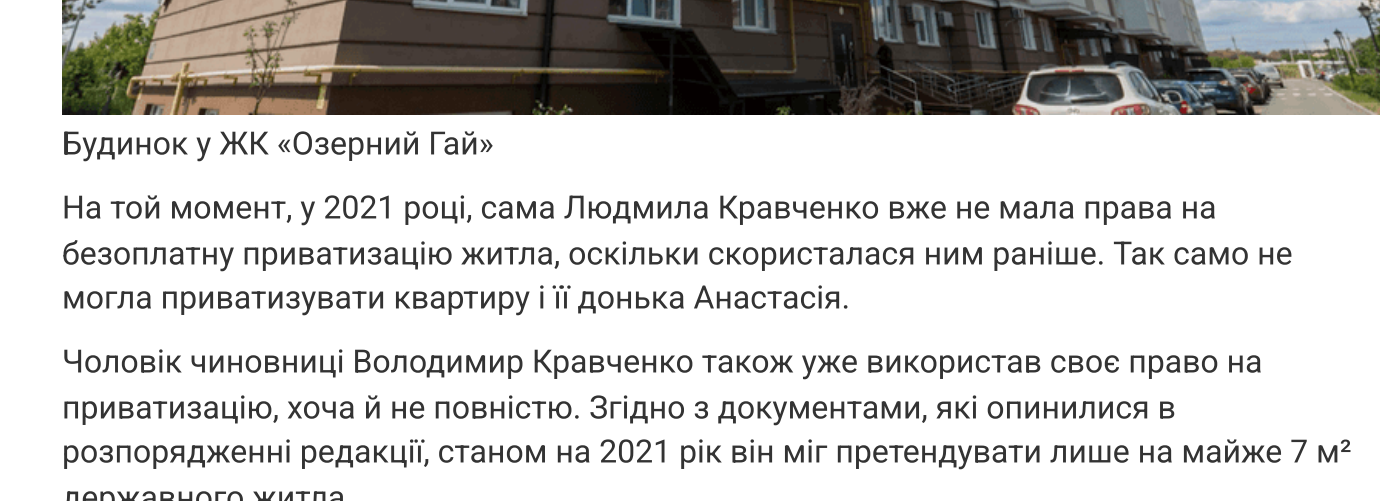 Будинок у ЖК «Озерний Гай»
На той момент, у 2021 році, сама Людмила Кравченко вже не мала права на
безоплатну приватизацію житла, оскільки скористалася ним раніше. Так само не
могла приватизувати квартиру і її донька Анастасія.
Чоловік чиновниці Володимир Кравченко також уже використав своє право на
приватизацію, хоча й не повністю. Згідно з документами, які опинилися в
розпорядженні редакції, станом на 2021 рік він міг претендувати лише на майже 7 м²
державного житла.